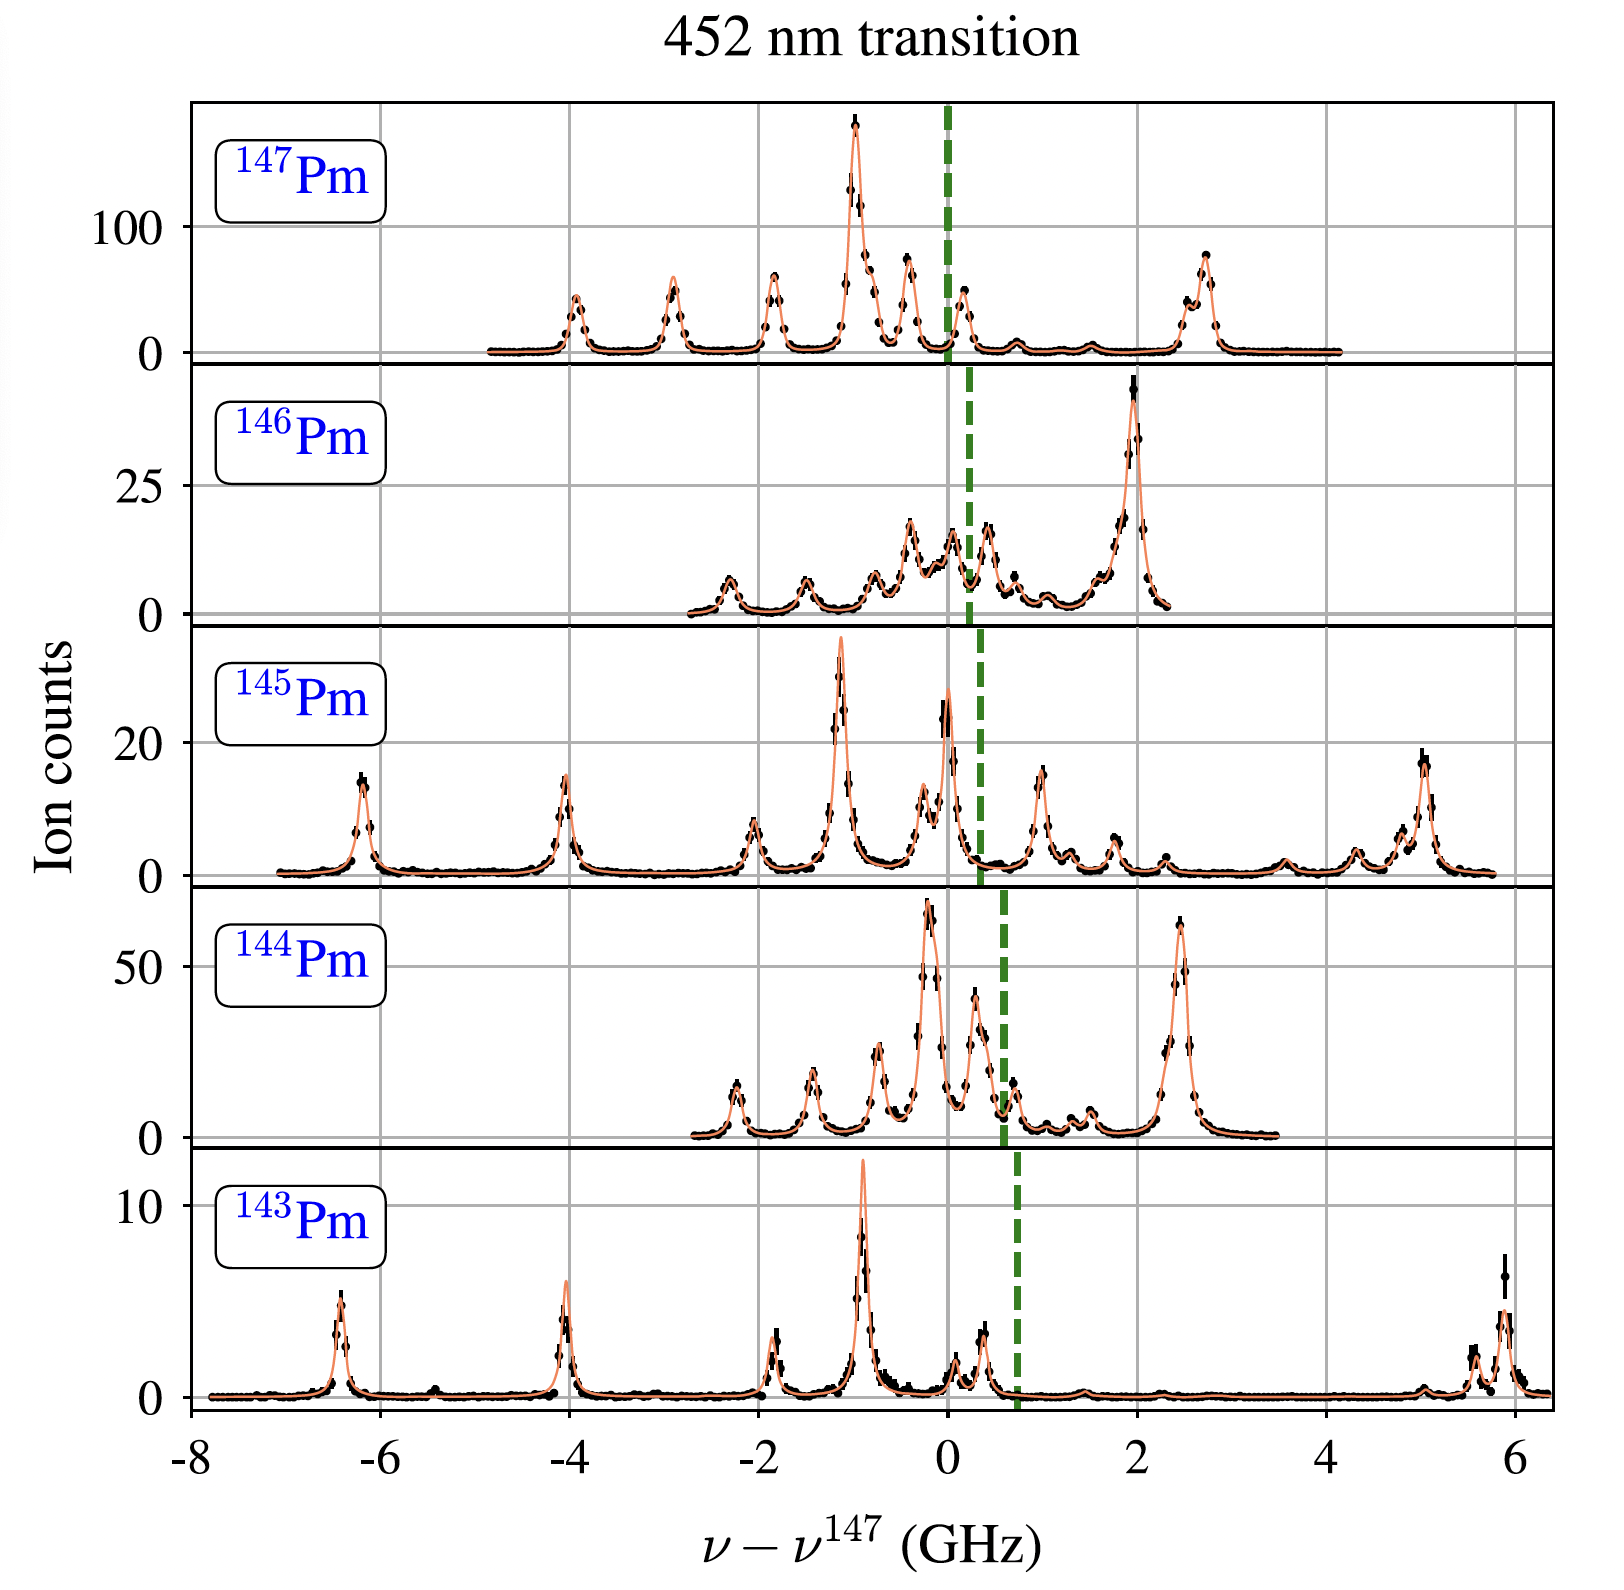 452 nm transition
¹⁴⁷Pm
100
0
¹⁴⁶Pm
25
0
¹⁴⁵Pm
20
0
¹⁴⁴Pm
50
0
¹⁴³Pm
10
0
Ion counts
-8 -6 -4 -2 0 2 4 6
ν − ν¹⁴⁷ (GHz)